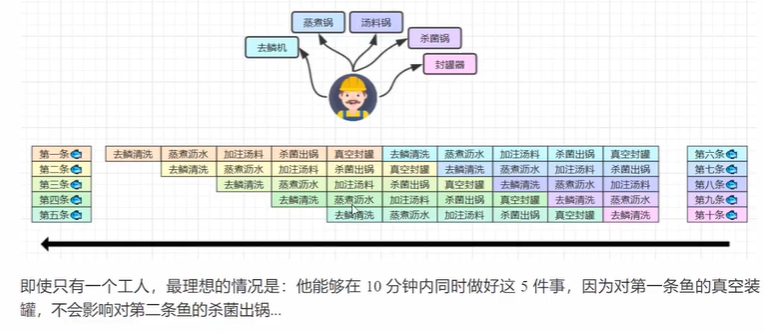 蒸煮锅 汤料锅
去鳞机 杀菌锅
封罐器
第一条 去鳞清洗 蒸煮沥水 加注汤料 杀菌出锅 真空封罐 去鳞清洗 蒸煮沥水 加注汤料 杀菌出锅 真空封罐 第六条
第二条 去鳞清洗 蒸煮沥水 加注汤料 杀菌出锅 真空封罐 去鳞清洗 蒸煮沥水 加注汤料 杀菌出锅 第七条
第三条 去鳞清洗 蒸煮沥水 加注汤料 杀菌出锅 真空封罐 去鳞清洗 蒸煮沥水 加注汤料 第八条
第四条 去鳞清洗 蒸煮沥水 加注汤料 杀菌出锅 真空封罐 去鳞清洗 蒸煮沥水 第九条
第五条 去鳞清洗 蒸煮沥水 加注汤料 杀菌出锅 真空封罐 去鳞清洗 第十条
即使只有一个工人，最理想的情况是：他能够在 10 分钟内同时做好这 5 件事，因为对第一条鱼的真空装
罐，不会影响对第二条鱼的杀菌出锅...